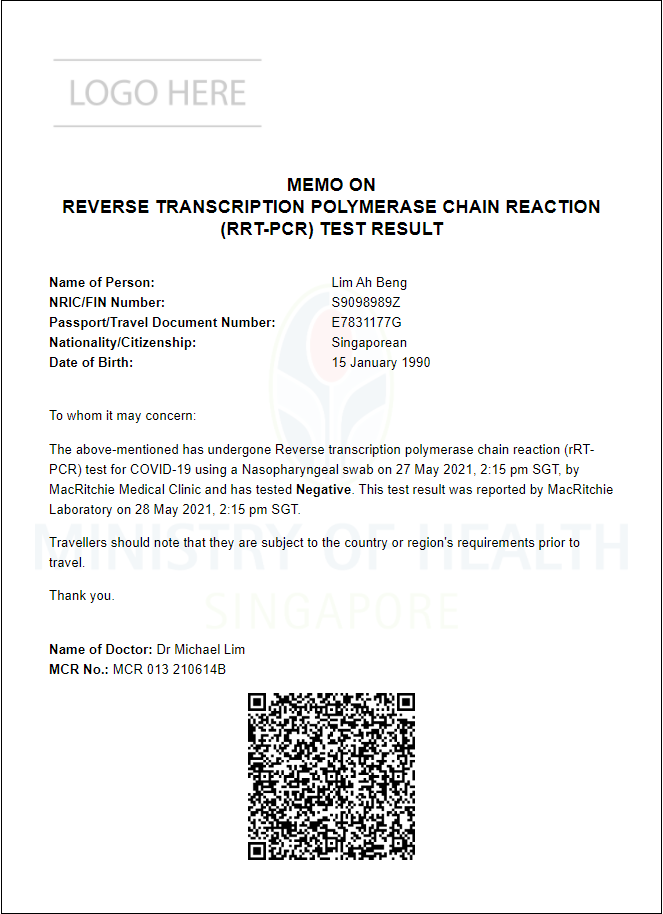 LOGO HERE
MEMO ON
REVERSE TRANSCRIPTION POLYMERASE CHAIN REACTION
(RRT-PCR) TEST RESULT
Name of Person: Lim Ah Beng
NRIC/FIN Number: S9098989Z
Passport/Travel Document Number: E7831177G
Nationality/Citizenship: Singaporean
Date of Birth: 15 January 1990
To whom it may concern:
The above-mentioned has undergone Reverse transcription polymerase chain reaction (rRT-
PCR) test for COVID-19 using a Nasopharyngeal swab on 27 May 2021, 2:15 pm SGT, by
MacRitchie Medical Clinic and has tested Negative. This test result was reported by MacRitchie
Laboratory on 28 May 2021, 2:15 pm SGT.
MINISTRY OF HEALTH
Travellers should note that they are subject to the country or region's requirements prior to
travel.
Thank you.
SINGAPORE
Name of Doctor: Dr Michael Lim
MCR No.: MCR 013 210614B